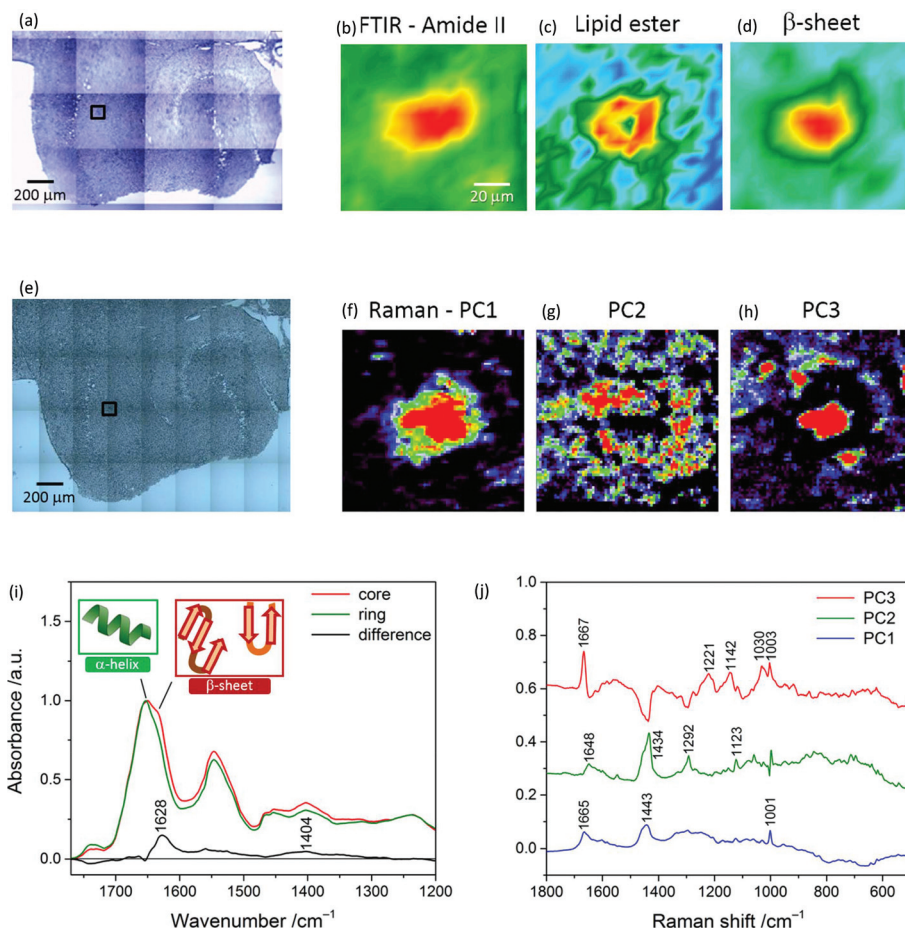 (a)
200 μm
(b) FTIR - Amide II
20 μm
(c) Lipid ester
(d) β-sheet
(e)
200 μm
(f) Raman - PC1
(g) PC2
(h) PC3
(i)
core
ring
difference
α-helix
β-sheet
1628
1404
1.5
1.0
0.5
0.0
Absorbance /a.u.
1700 1600 1500 1400 1300 1200
Wavenumber /cm⁻¹
(j)
PC3
PC2
PC1
1667
1221
1142
1030
1003
1648
1434
1292
1123
1665
1443
1001
1.0
0.8
0.6
0.4
0.2
0.0
1800 1600 1400 1200 1000 800
Raman shift /cm⁻¹